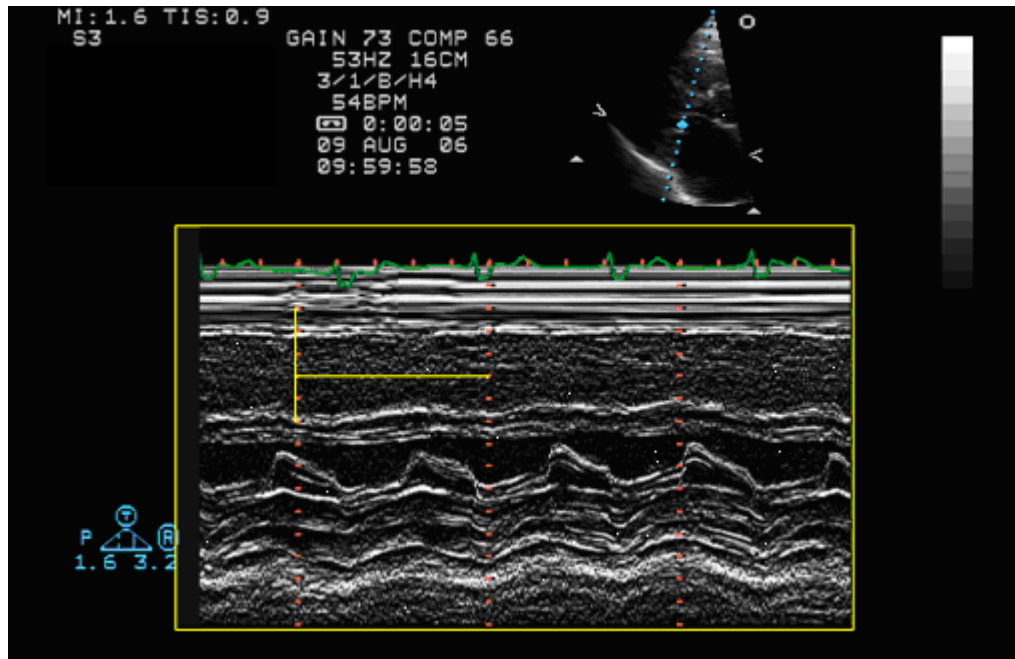 MI:1.6 TIS:0.9
S3
GAIN 73 COMP 66
53HZ 16CM
3/1/B/H4
54BPM
0:00:05
09 AUG 06
09:59:58
T
P R
1.6 3.2